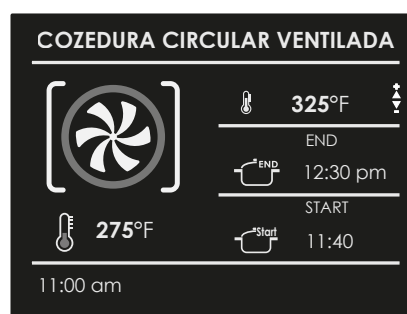 COZEDURA CIRCULAR VENTILADA
325°F
END
END
12:30 pm
START
275°F
Start
11:40
11:00 am